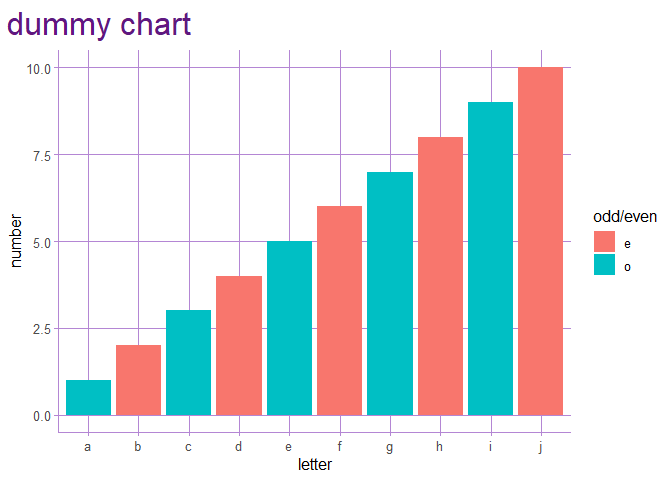 dummy chart
number
10.0
7.5
5.0
2.5
0.0
a b c d e f g h i j
letter
odd/even
e
o